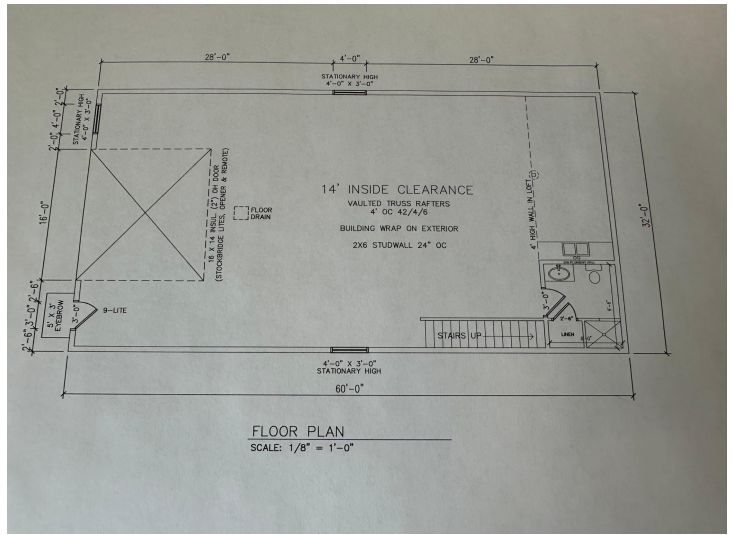 28'-0"
4'-0"
28'-0"
STATIONARY HIGH
4'-0" X 3'-0"
2'-0"
4'-0"
2'-0"
STATIONARY HIGH
4'-0" X 3'-0"
16'-0"
16 X 14 INSUL. (2") OH DOOR
(STOCKBRIDGE LITES, OPENER & REMOTE)
FLOOR
DRAIN
14' INSIDE CLEARANCE
VAULTED TRUSS RAFTERS
4' OC 42/4/6
BUILDING WRAP ON EXTERIOR
2X6 STUDWALL 24" OC
4' HIGH WALL IN LOFT
32'-0"
2'-6"
3'-0"
2'-6"
5' X 3'
EYEBROW
3'-0"
9-LITE
STAIRS UP
3'-0"
2'-6"
LINEN
4'-0" X 3'-0"
STATIONARY HIGH
60'-0"
FLOOR PLAN
SCALE: 1/8" = 1'-0"